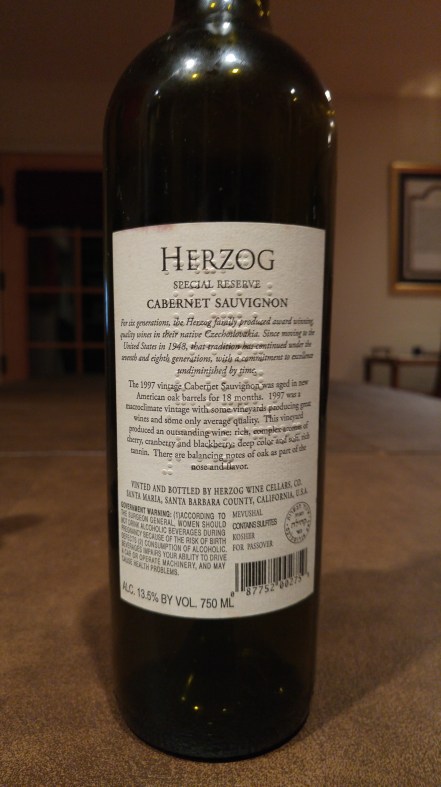 HERZOG
SPECIAL RESERVE
CABERNET SAUVIGNON
For six generations, the Herzog family produced award winning,
quality wines in their native Czechoslovakia. Since moving to the
United States in 1948, that tradition has continued under the
seventh and eighth generations, with a commitment to excellence
undiminished by time.
The 1997 vintage Cabernet Sauvignon was aged in new
American oak barrels for 18 months. 1997 was a
macroclimate vintage with some vineyards producing great
wines and some only average quality. This vineyard
produced an outstanding wine: rich, complex aromas of
cherry, cranberry and blackberry; deep color and soft, rich
tannin. There are balancing notes of oak as part of the
nose and flavor.
VINTED AND BOTTLED BY HERZOG WINE CELLARS, CO.
SANTA MARIA, SANTA BARBARA COUNTY, CALIFORNIA, U.S.A.
GOVERNMENT WARNING: (1) ACCORDING TO
THE SURGEON GENERAL, WOMEN SHOULD
NOT DRINK ALCOHOLIC BEVERAGES DURING
PREGNANCY BECAUSE OF THE RISK OF BIRTH
DEFECTS (2) CONSUMPTION OF ALCOHOLIC
BEVERAGES IMPAIRS YOUR ABILITY TO DRIVE
A CAR OR OPERATE MACHINERY, AND MAY
CAUSE HEALTH PROBLEMS.
MEVUSHAL
CONTAINS SULFITES
KOSHER
FOR PASSOVER
ALC. 13.5% BY VOL. 750 ML
0 87752 00275